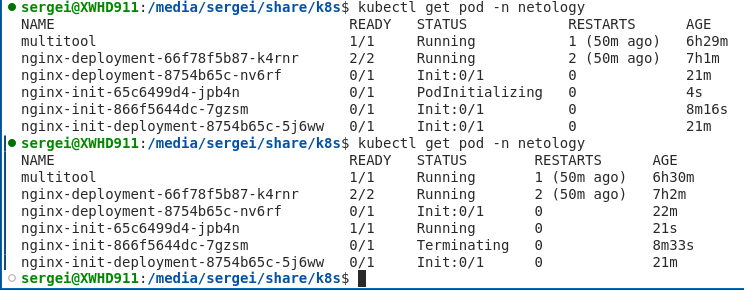 sergei@XWHD911:/media/sergei/share/k8s$ kubectl get pod -n netology
NAME READY STATUS RESTARTS AGE
multitool 1/1 Running 1 (50m ago) 6h29m
nginx-deployment-66f78f5b87-k4rnr 2/2 Running 2 (50m ago) 7h1m
nginx-deployment-8754b65c-nv6rf 0/1 Init:0/1 0 21m
nginx-init-65c6499d4-jpb4n 0/1 PodInitializing 0 4s
nginx-init-866f5644dc-7gzsm 0/1 Init:0/1 0 8m16s
nginx-init-deployment-8754b65c-5j6ww 0/1 Init:0/1 0 21m
sergei@XWHD911:/media/sergei/share/k8s$ kubectl get pod -n netology
NAME READY STATUS RESTARTS AGE
multitool 1/1 Running 1 (50m ago) 6h30m
nginx-deployment-66f78f5b87-k4rnr 2/2 Running 2 (50m ago) 7h2m
nginx-deployment-8754b65c-nv6rf 0/1 Init:0/1 0 22m
nginx-init-65c6499d4-jpb4n 1/1 Running 0 21s
nginx-init-866f5644dc-7gzsm 0/1 Terminating 0 8m33s
nginx-init-deployment-8754b65c-5j6ww 0/1 Init:0/1 0 21m
sergei@XWHD911:/media/sergei/share/k8s$